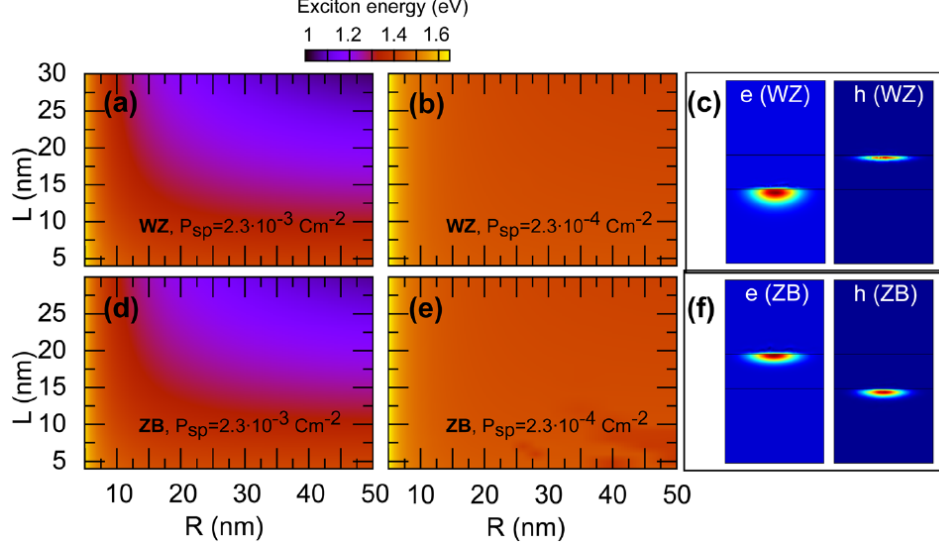 Exciton energy (eV)
1 1.2 1.4 1.6
30
25
20
15
10
5
L (nm)
(a)
WZ, P_sp=2.3·10^-3 Cm^-2
(b)
WZ, P_sp=2.3·10^-4 Cm^-2
(c)
e (WZ)
h (WZ)
25
20
15
10
5
L (nm)
(d)
ZB, P_sp=2.3·10^-3 Cm^-2
(e)
ZB, P_sp=2.3·10^-4 Cm^-2
(f)
e (ZB)
h (ZB)
10 20 30 40 50
10 20 30 40 50
R (nm)
R (nm)